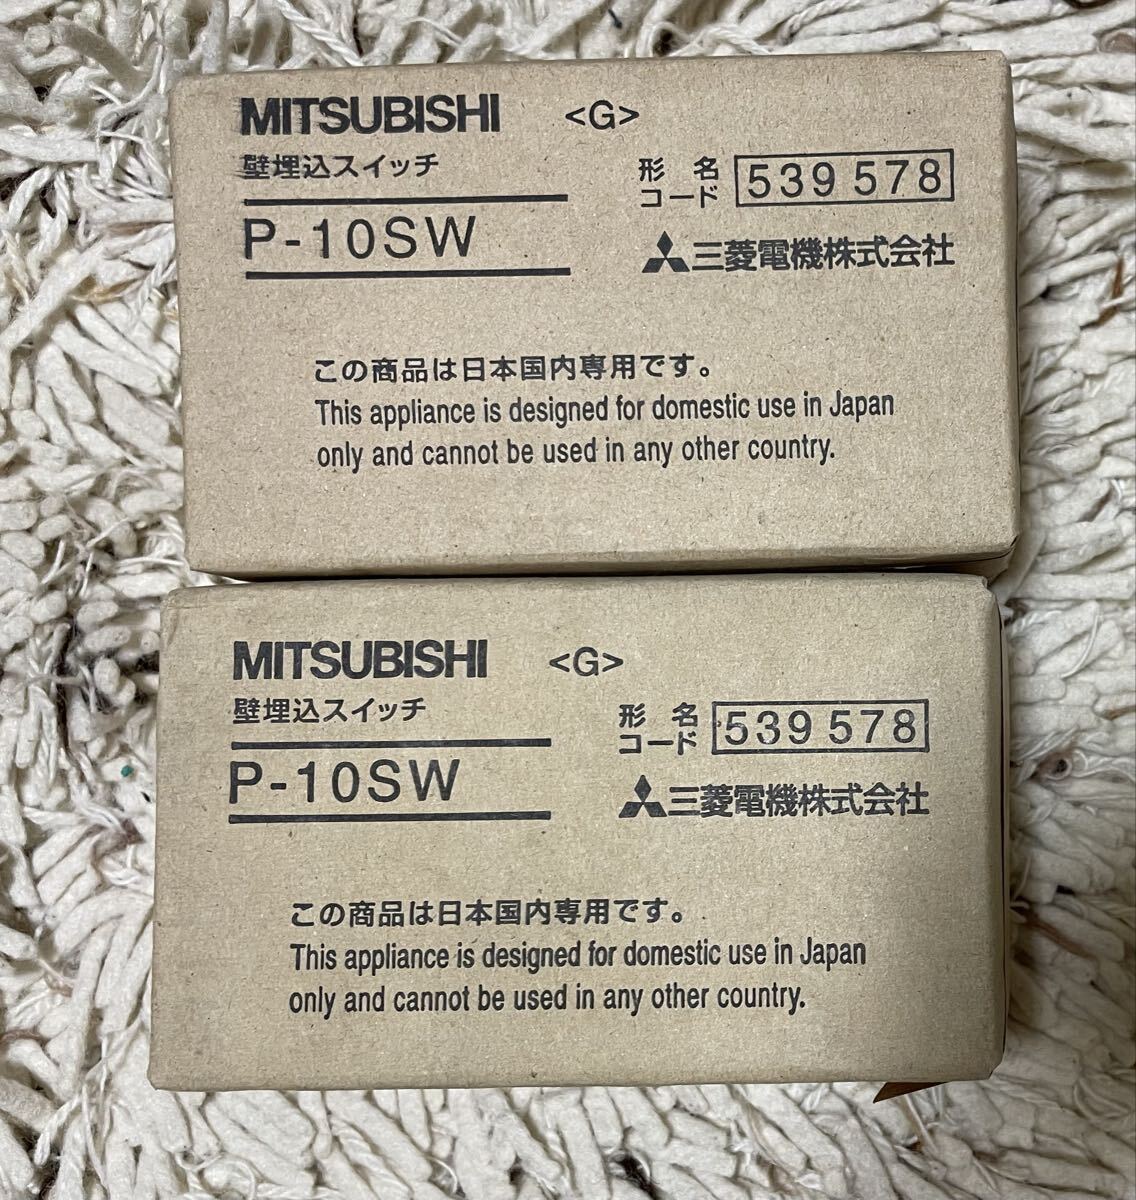 MITSUBISHI <G>
壁埋込スイッチ
形名コード 539 578
P-10SW
三菱電機株式会社
この商品は日本国内専用です。
This appliance is designed for domestic use in Japan
only and cannot be used in any other country.
MITSUBISHI <G>
壁埋込スイッチ
形名コード 539 578
P-10SW
三菱電機株式会社
この商品は日本国内専用です。
This appliance is designed for domestic use in Japan
only and cannot be used in any other country.